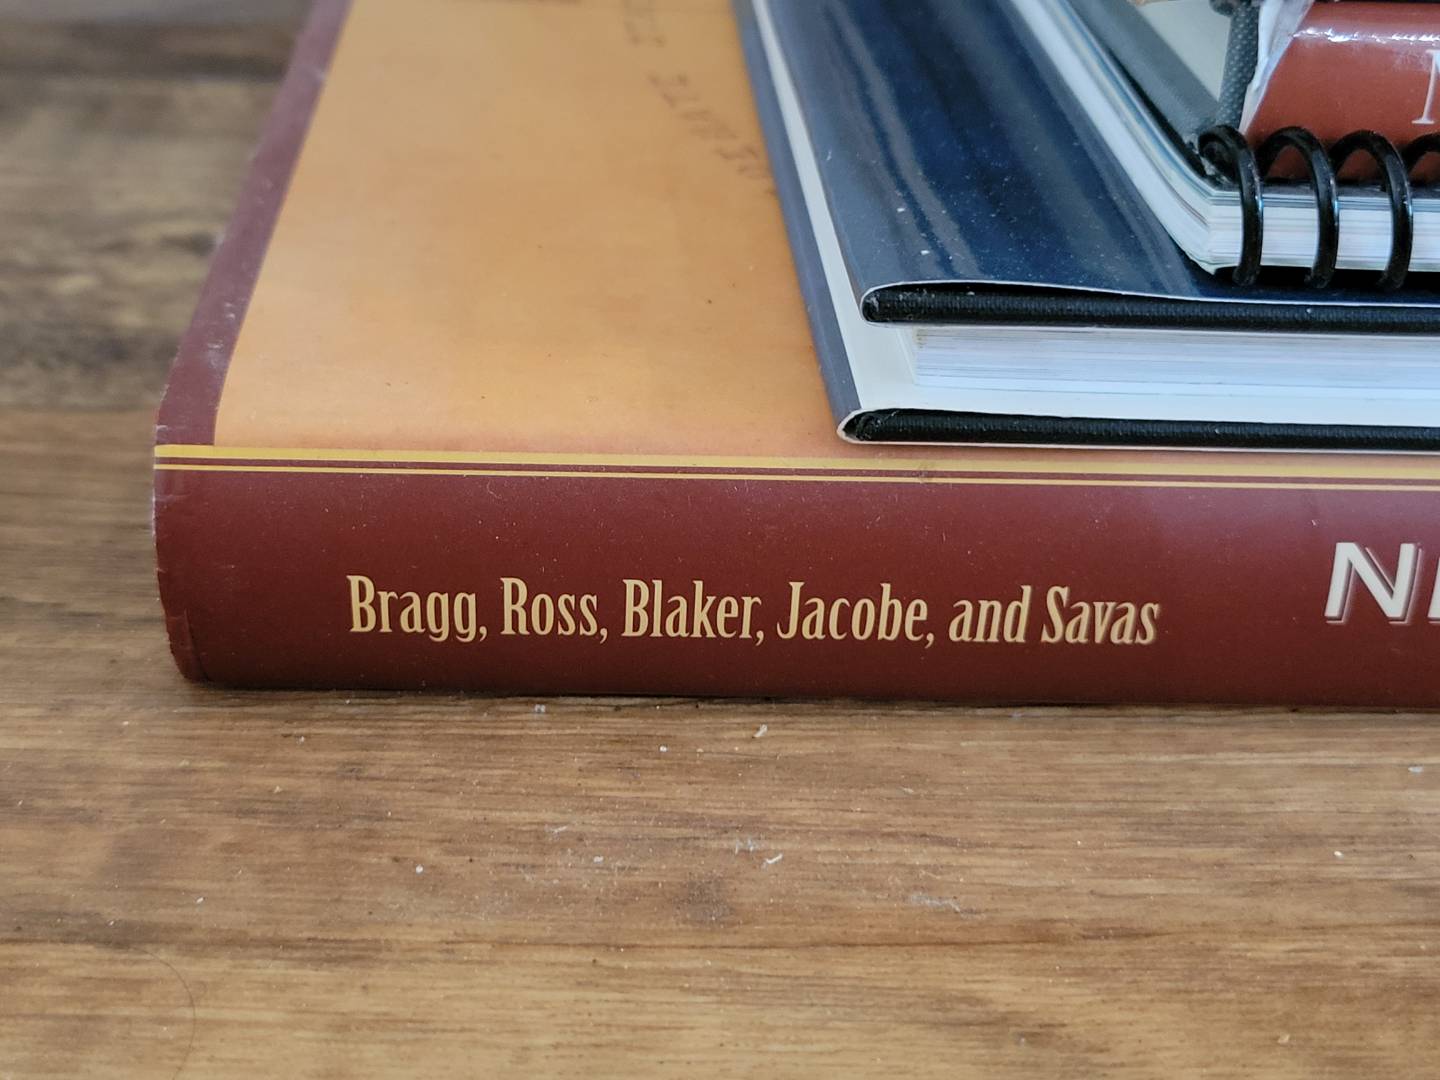 Bragg, Ross, Blaker, Jacobe, and Savas